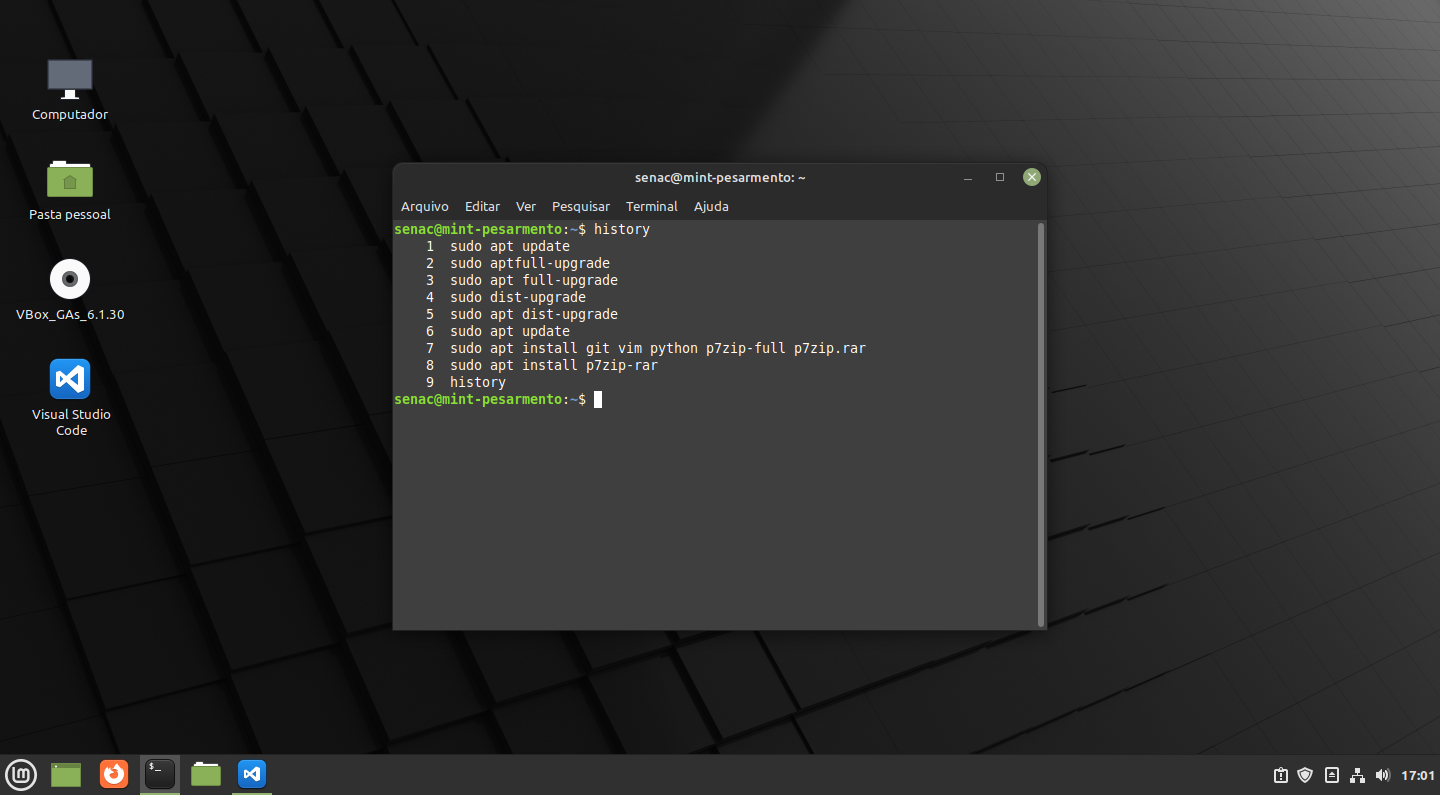 Computador
Pasta pessoal
VBox_GAs_6.1.30
Visual Studio
Code
senac@mint-pesarmento: ~
Arquivo Editar Ver Pesquisar Terminal Ajuda
senac@mint-pesarmento:~$ history
    1  sudo apt update
    2  sudo aptfull-upgrade
    3  sudo apt full-upgrade
    4  sudo dist-upgrade
    5  sudo apt dist-upgrade
    6  sudo apt update
    7  sudo apt install git vim python p7zip-full p7zip.rar
    8  sudo apt install p7zip-rar
    9  history
senac@mint-pesarmento:~$
$_
17:01